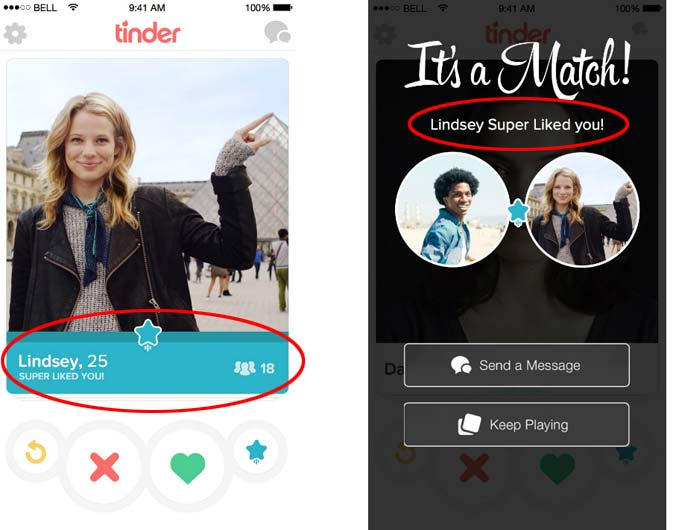 BELL 9:41 AM 100%
tinder
Lindsey, 25
SUPER LIKED YOU!
18
BELL 9:41 AM 100%
tinder
It's a Match!
Lindsey Super Liked you!
Da
Send a Message
Keep Playing